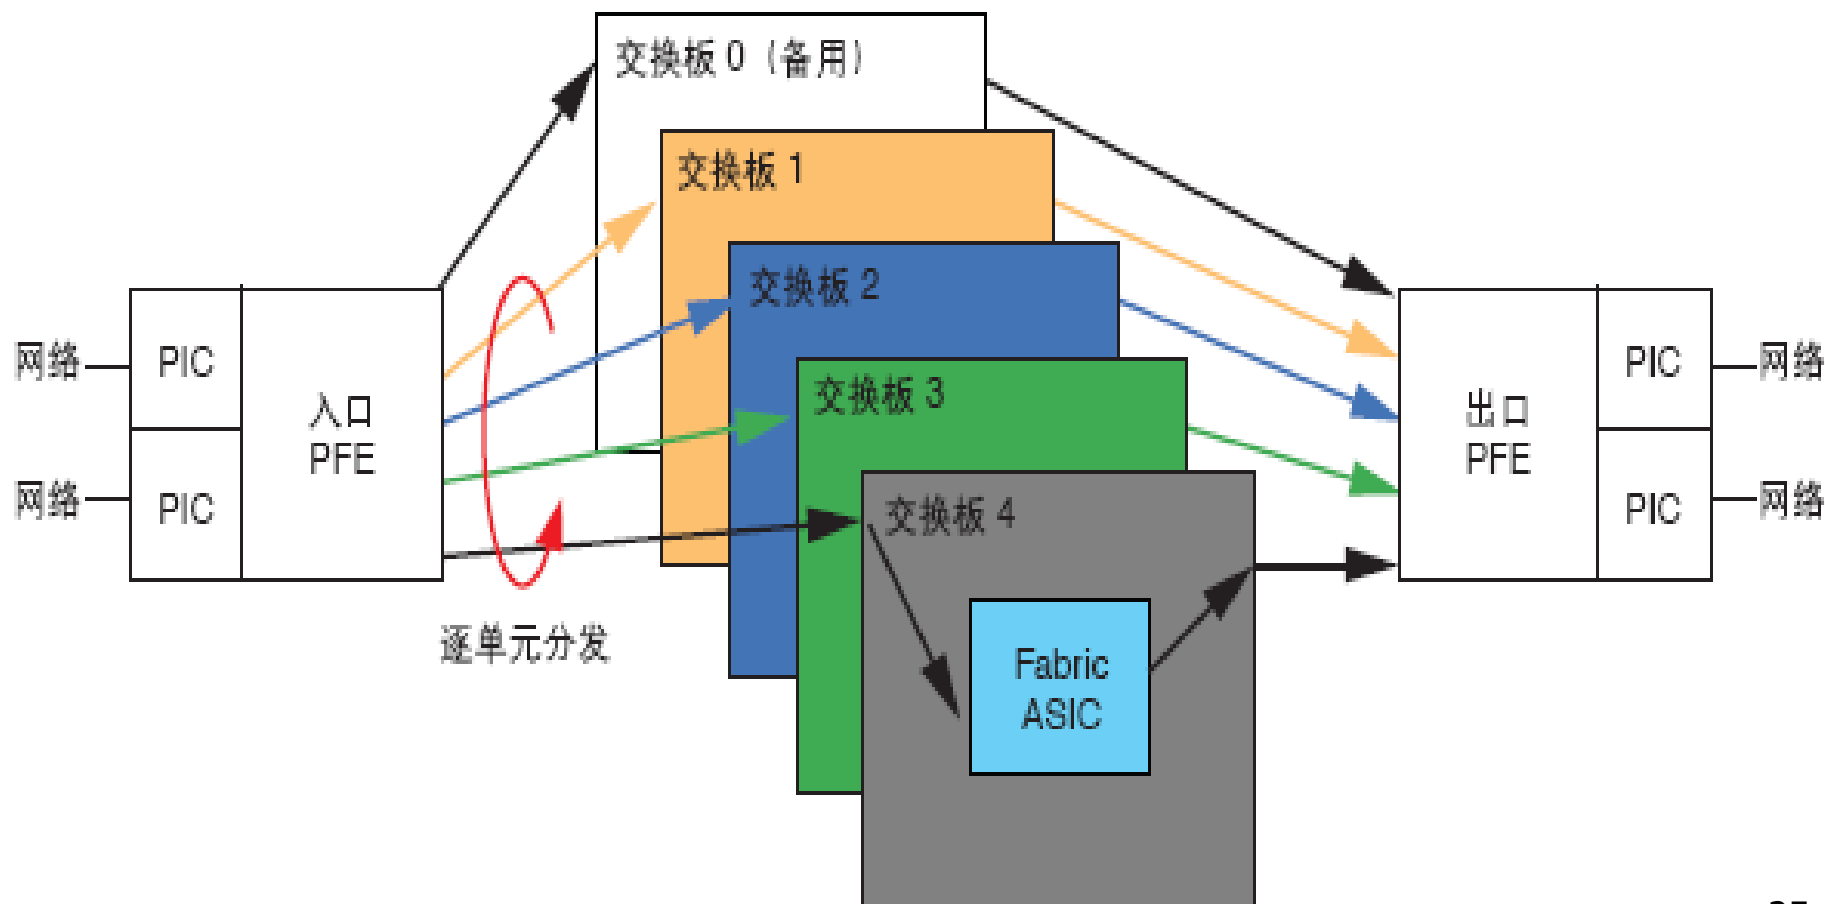 交换板 0（备用）
交换板 1
交换板 2
交换板 3
交换板 4
网络
PIC
网络
PIC
入口
PFE
逐单元分发
Fabric
ASIC
出口
PFE
PIC
网络
PIC
网络